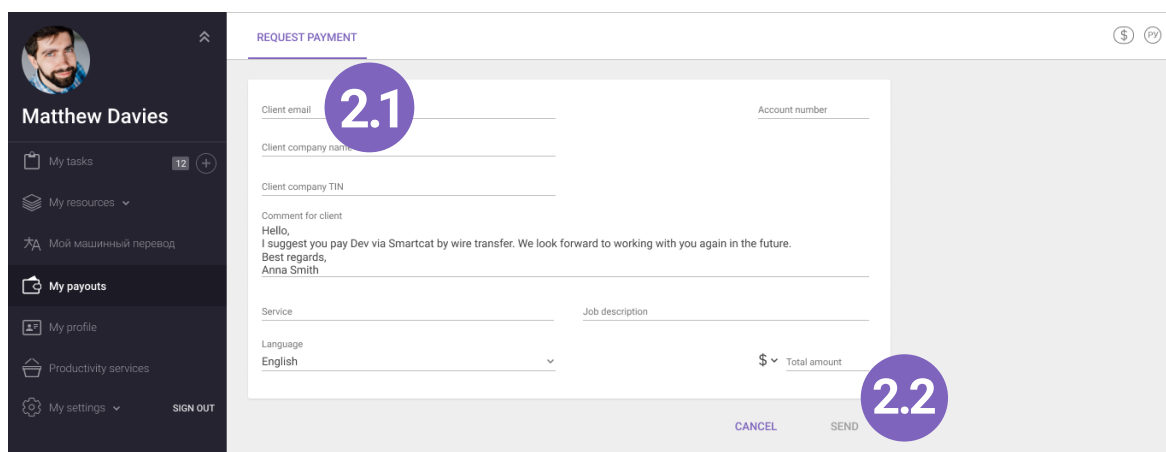 Matthew Davies
My tasks 12
My resources
Мой машинный перевод
My payouts
My profile
Productivity services
My settings SIGN OUT
REQUEST PAYMENT
$ РУ
Client email Account number
2.1
Client company name
Client company TIN
Comment for client
Hello,
I suggest you pay Dev via Smartcat by wire transfer. We look forward to working with you again in the future.
Best regards,
Anna Smith
Service Job description
Language
English $ Total amount
2.2
CANCEL SEND